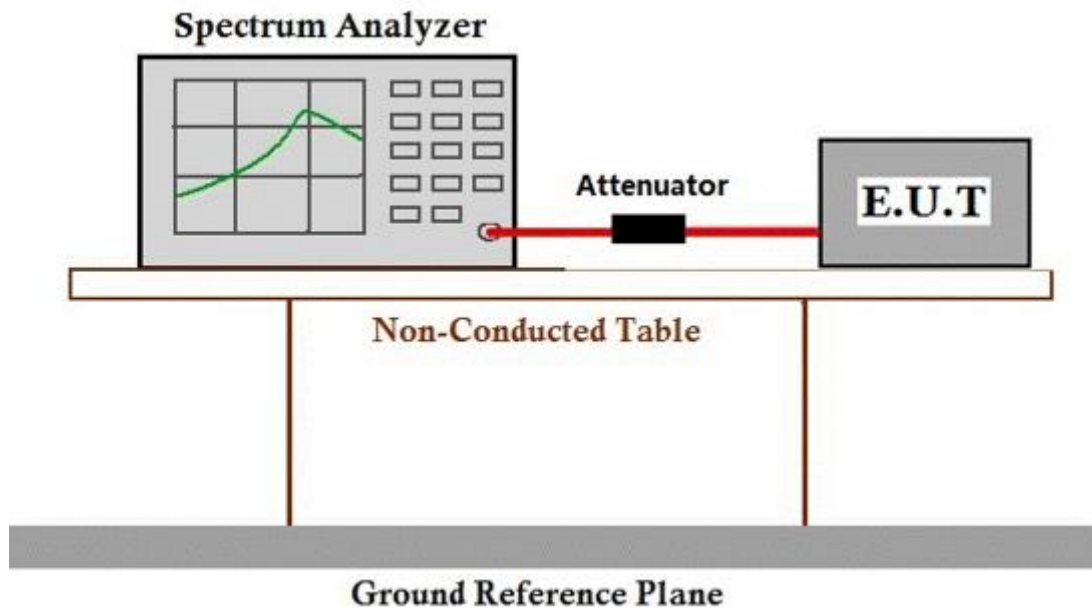 Spectrum Analyzer
Attenuator
E.U.T
Non-Conducted Table
Ground Reference Plane